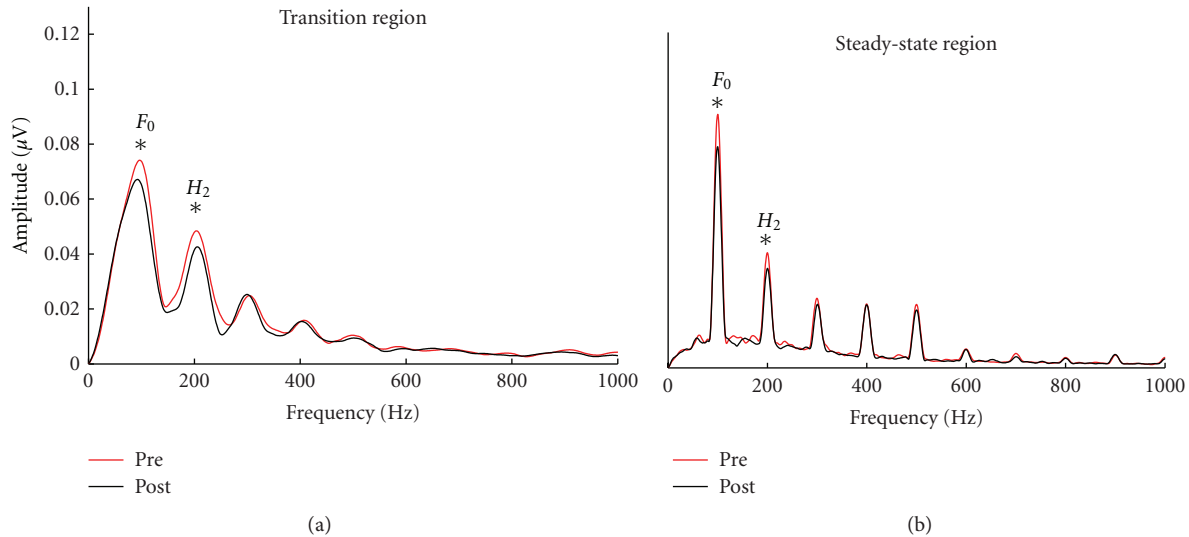 Transition region
0.12
0.1
0.08
0.06
0.04
0.02
0
Amplitude (μV)
F0
*
H2
*
0 200 400 600 800 1000
Frequency (Hz)
Pre
Post
(a)
Steady-state region
F0
*
H2
*
0 200 400 600 800 1000
Frequency (Hz)
Pre
Post
(b)